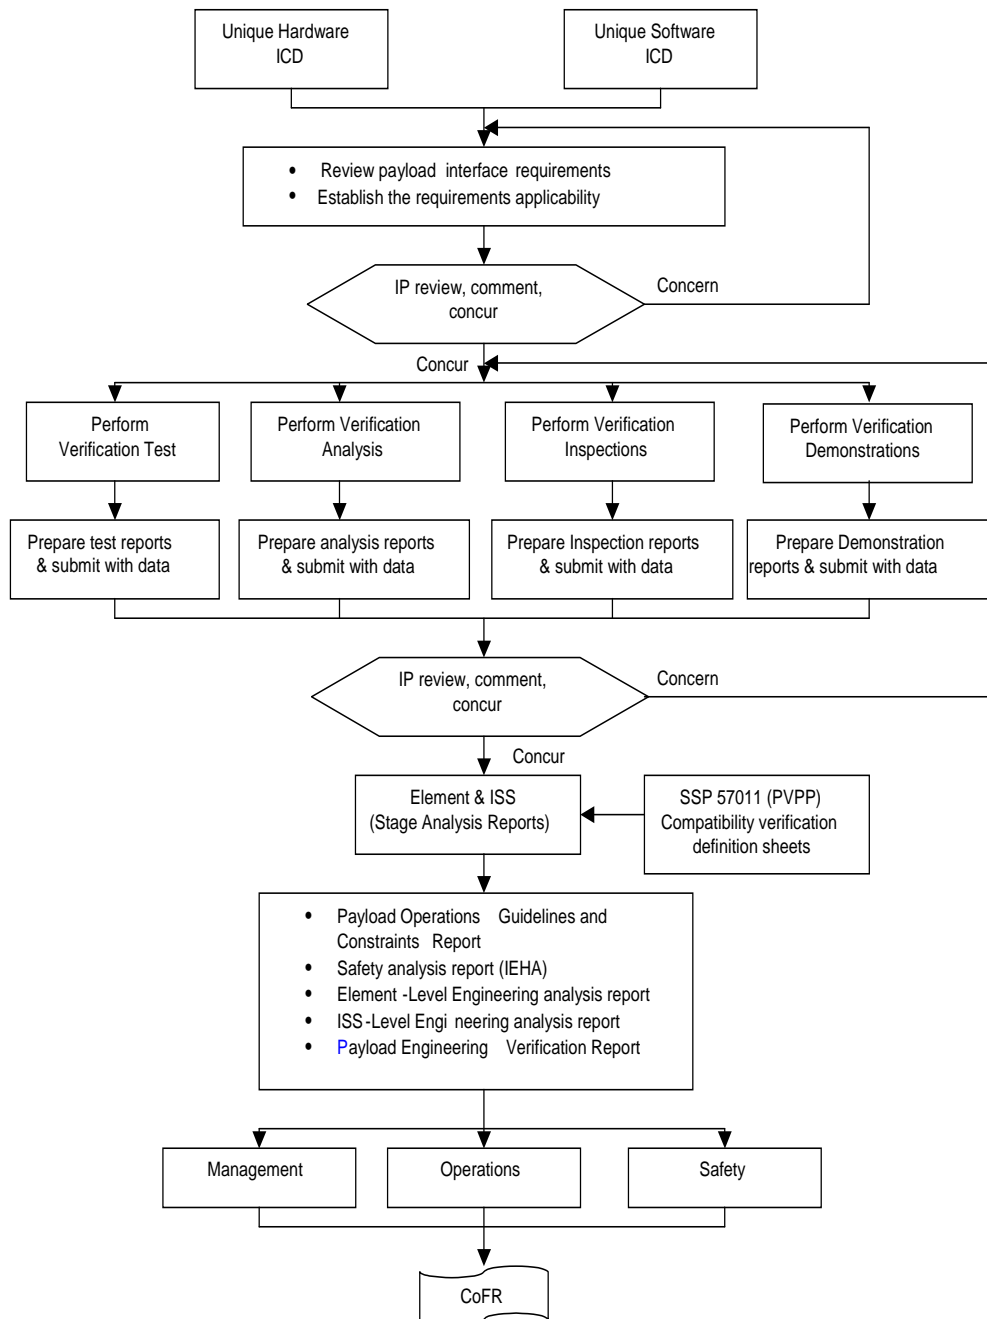 Unique Hardware
ICD
Unique Software
ICD
• Review payload interface requirements
• Establish the requirements applicability
IP review, comment,
concur
Concern
Concur
Perform
Verification Test
Perform Verification
Analysis
Perform Verification
Inspections
Perform Verification
Demonstrations
Prepare test reports
& submit with data
Prepare analysis reports
& submit with data
Prepare Inspection reports
& submit with data
Prepare Demonstration
reports & submit with data
IP review, comment,
concur
Concern
Concur
Element & ISS
(Stage Analysis Reports)
SSP 57011 (PVPP)
Compatibility verification
definition sheets
• Payload Operations Guidelines and
Constraints Report
• Safety analysis report (IEHA)
• Element -Level Engineering analysis report
• ISS -Level Engi neering analysis report
• Payload Engineering Verification Report
Management
Operations
Safety
CoFR